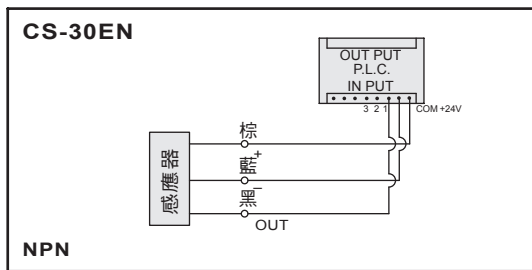 CS-30EN
OUT PUT
P.L.C.
IN PUT
3 2 1 COM +24V
棕
+
藍
−
黑
感應器
OUT
NPN